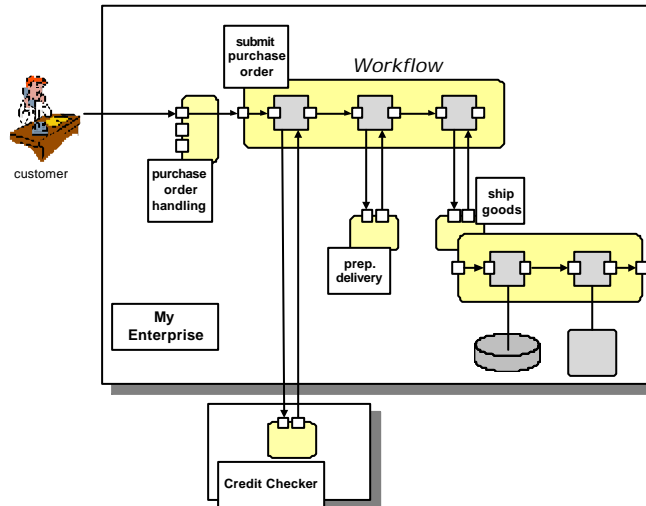 submit
purchase
order
Workflow
customer
purchase
order
handling
ship
goods
prep.
delivery
My
Enterprise
Credit Checker